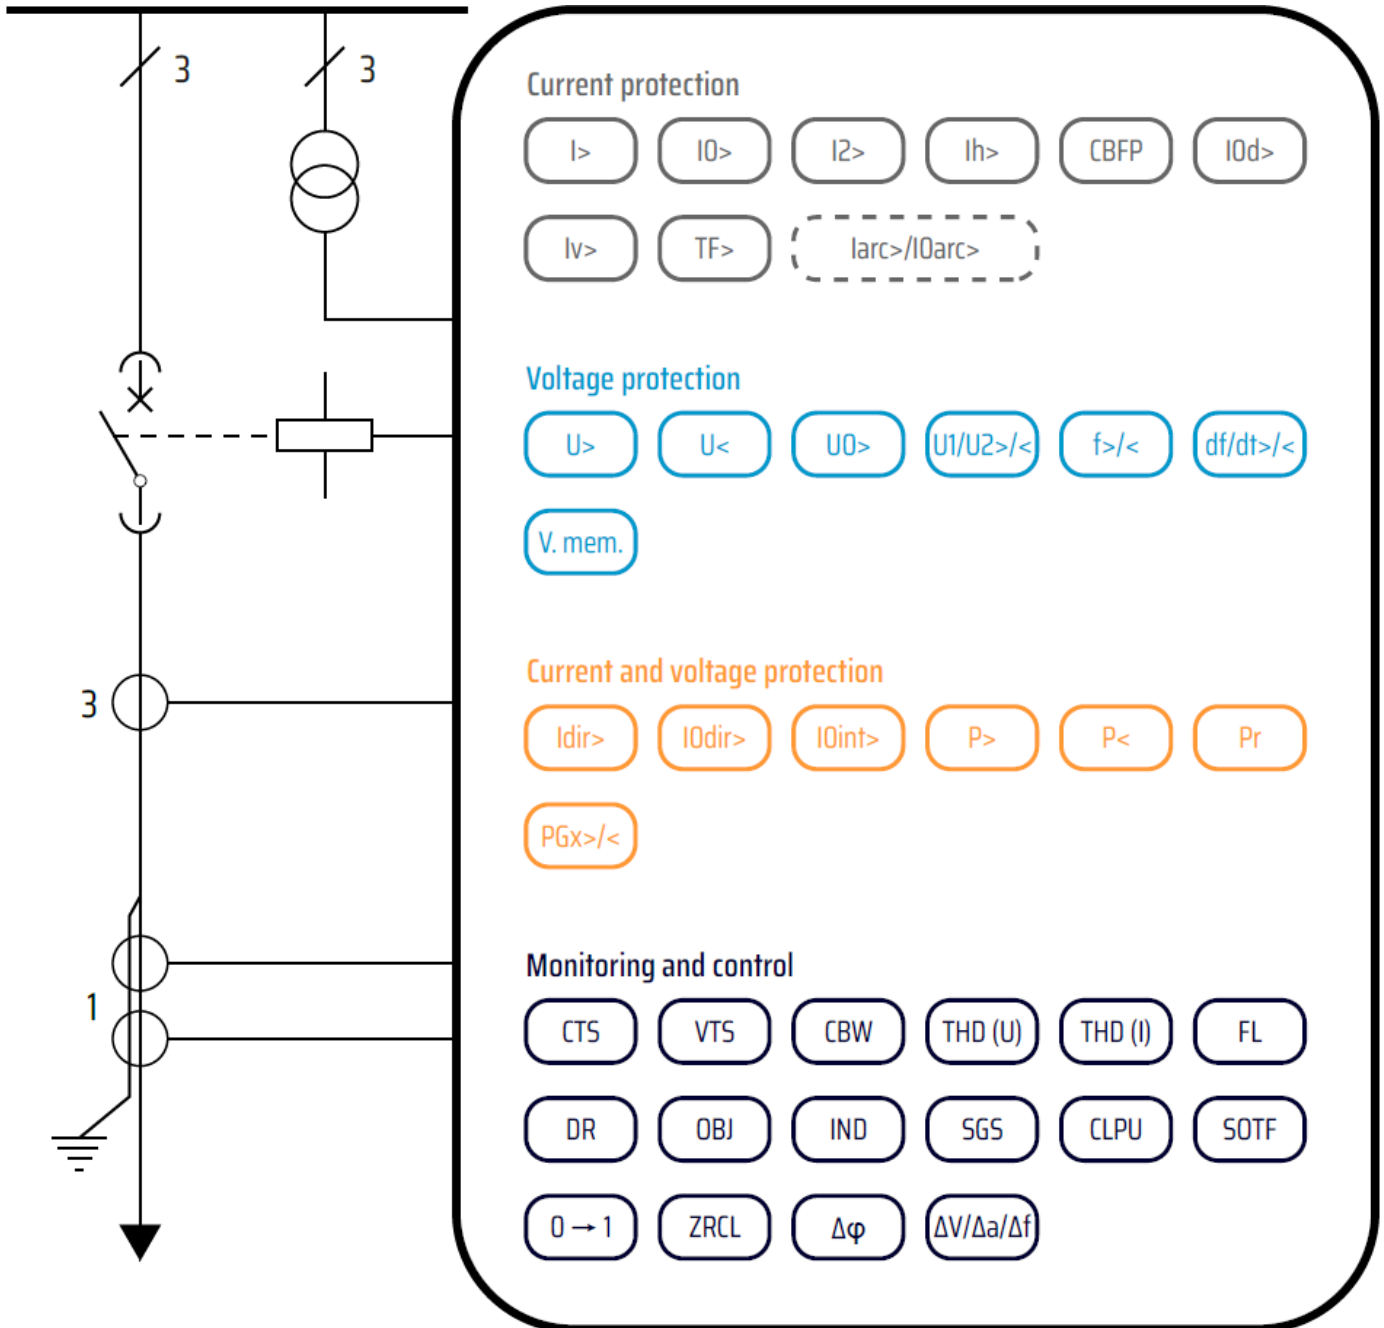 3
3
Current protection
I> I0> I2> Ih> CBFP I0d>
Iv> TF> Iarc>/I0arc>
Voltage protection
U> U< U0> U1/U2>/< f>/< df/dt>/<
V. mem.
Current and voltage protection
3
Idir> I0dir> I0int> P> P< Pr
PGx>/<
Monitoring and control
1
CTS VTS CBW THD (U) THD (I) FL
DR OBJ IND SGS CLPU SOTF
0 → 1 ZRCL Δφ ΔV/Δa/Δf